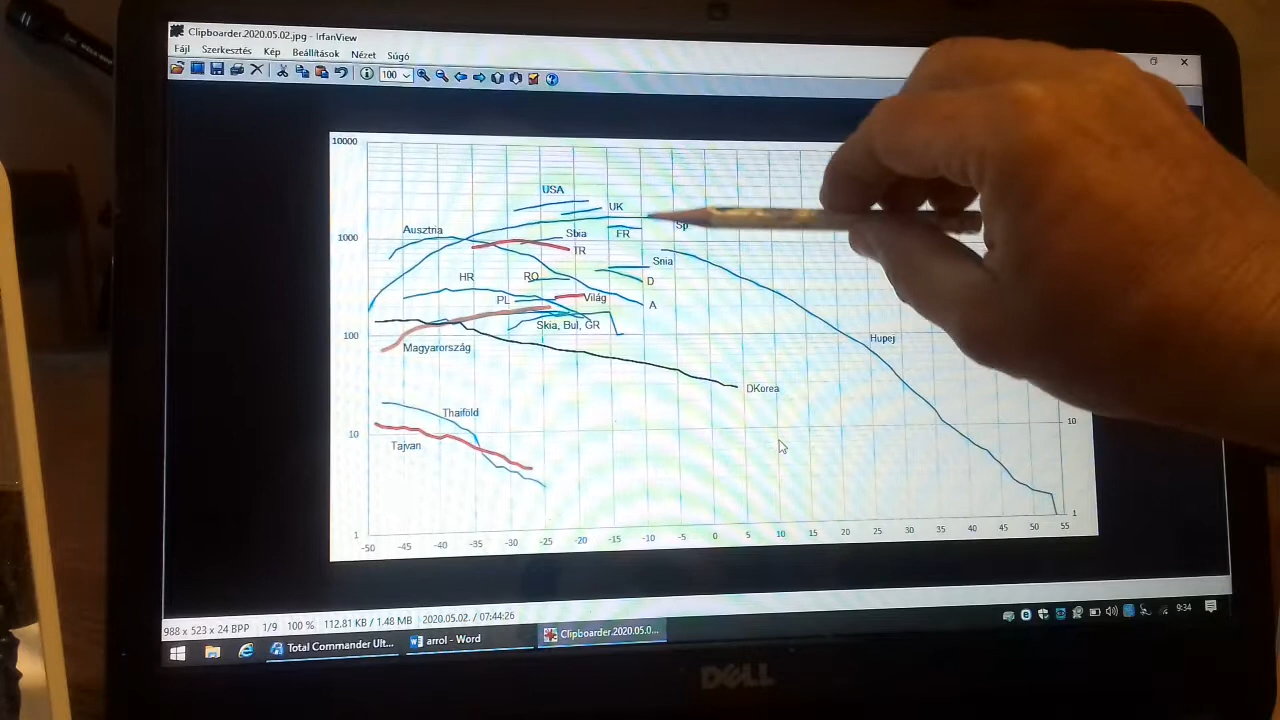 Clipboarder.2020.05.02.jpg - IrfanView
Fájl Szerkesztés Kép Beállítások Nézet Súgó
100
10000
USA
UK
Ausztria
Sp
1000
Sbia
FR
TR
Snia
HR
RO
D
PL
Világ
A
Skia, Bul, GR
100
Hupej
Magyarország
DKorea
Thaiföld
10
10
Tajvan
1
1
-50 -45 -40 -35 -30 -25 -20 -15 -10 -5 0 5 10 15 20 25 30 35 40 45 50 55
988 x 523 x 24 BPP 1/9 100 % 112.81 KB / 1.48 MB 2020.05.02. / 07:44:26
Total Commander Ult... arrol - Word Clipboarder.2020.05.0... 9:34
DELL